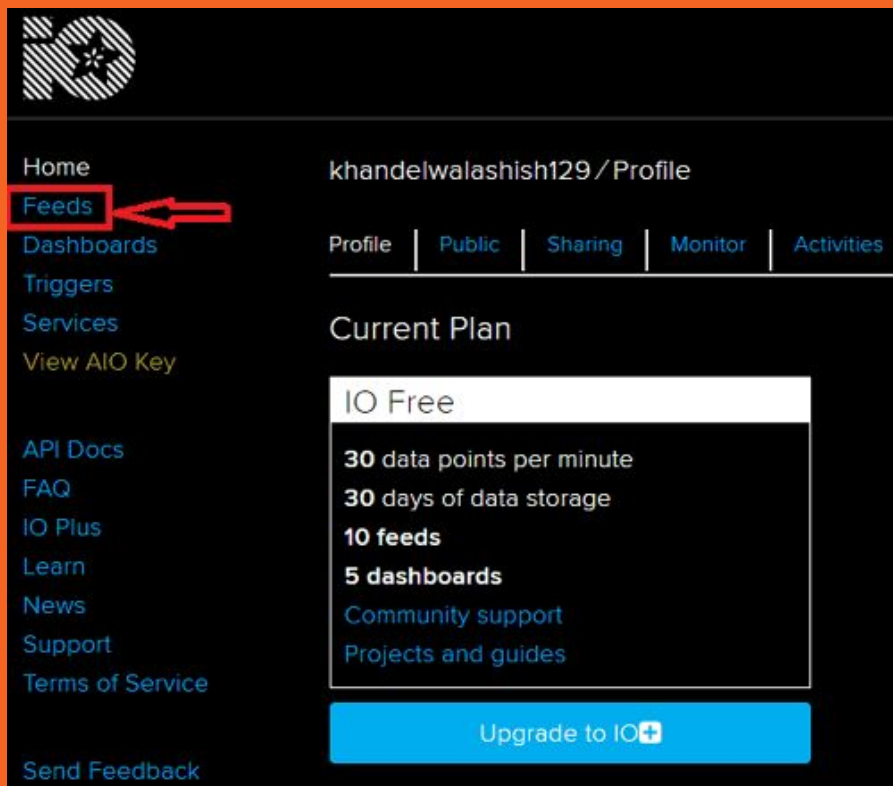 iO
Home
Feeds
Dashboards
Triggers
Services
View AIO Key
API Docs
FAQ
IO Plus
Learn
News
Support
Terms of Service
Send Feedback
khandelwalashish129 / Profile
Profile
Public
Sharing
Monitor
Activities
Current Plan
IO Free
30 data points per minute
30 days of data storage
10 feeds
5 dashboards
Community support
Projects and guides
Upgrade to IO+